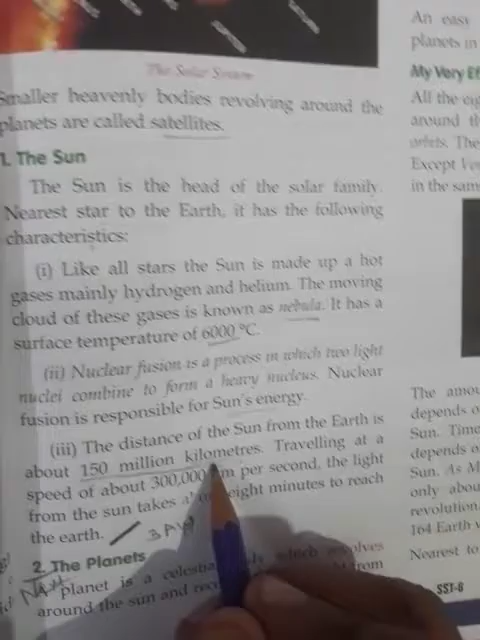 The Solar System
Smaller heavenly bodies revolving around the
planets are called satellites.
1. The Sun
The Sun is the head of the solar family.
Nearest star to the Earth, it has the following
characteristics:
(i) Like all stars the Sun is made up a hot
gases mainly hydrogen and helium. The moving
cloud of these gases is known as nebula. It has a
surface temperature of 6000 °C.
(ii) Nuclear fusion is a process in which two light
nuclei combine to form a heavy nucleus. Nuclear
fusion is responsible for Sun's energy.
(iii) The distance of the Sun from the Earth is
about 150 million kilometres. Travelling at a
speed of about 300,000 km per second, the light
from the sun takes eight minutes to reach
the earth.
2. The Planets
planet is a which revolves
around the sun and from
An easy
planets in
My Very Ef
All the eig
around th
orbits. The
Except Ve
in the sam
The amou
depends o
Sun. Time
depends o
Sun. As M
only abou
revolution
164 Earth y
Nearest to
SST-6